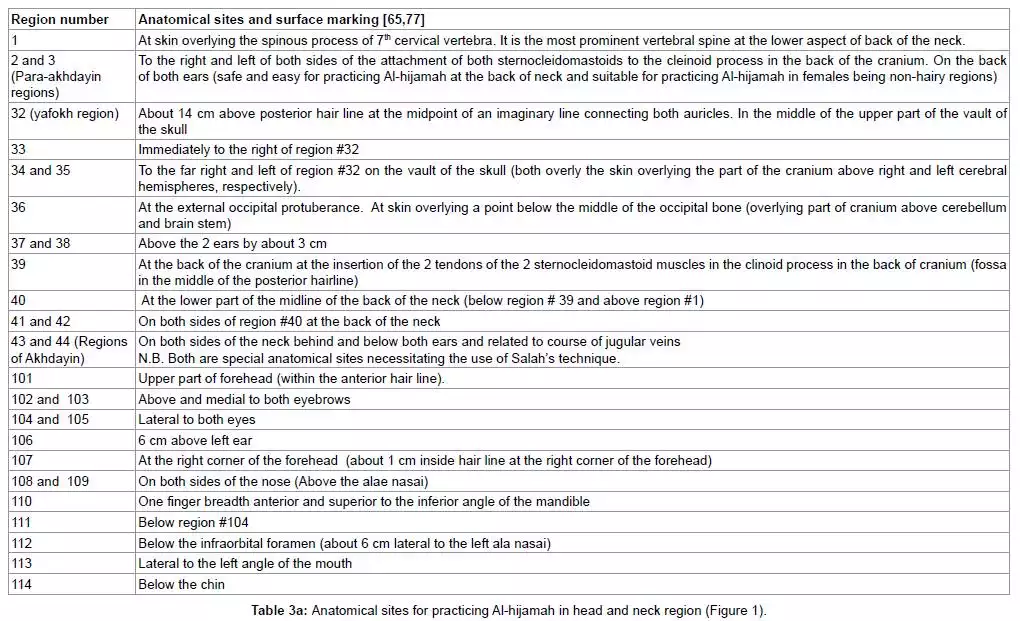 Region number Anatomical sites and surface marking [65,77]
1 At skin overlying the spinous process of 7th cervical vertebra. It is the most prominent vertebral spine at the lower aspect of back of the neck.
2 and 3 To the right and left of both sides of the attachment of both sternocleidomastoids to the cleinoid process in the back of the cranium. On the back
(Para-akhdayin of both ears (safe and easy for practicing Al-hijamah at the back of neck and suitable for practicing Al-hijamah in females being non-hairy regions)
regions)
32 (yafokh region) About 14 cm above posterior hair line at the midpoint of an imaginary line connecting both auricles. In the middle of the upper part of the vault of
the skull
33 Immediately to the right of region #32
34 and 35 To the far right and left of region #32 on the vault of the skull (both overly the skin overlying the part of the cranium above right and left cerebral
hemispheres, respectively).
36 At the external occipital protuberance. At skin overlying a point below the middle of the occipital bone (overlying part of cranium above cerebellum
and brain stem)
37 and 38 Above the 2 ears by about 3 cm
39 At the back of the cranium at the insertion of the 2 tendons of the 2 sternocleidomastoid muscles in the clinoid process in the back of cranium (fossa
in the middle of the posterior hairline)
40 At the lower part of the midline of the back of the neck (below region # 39 and above region #1)
41 and 42 On both sides of region #40 at the back of the neck
43 and 44 (Regions On both sides of the neck behind and below both ears and related to course of jugular veins
of Akhdayin) N.B. Both are special anatomical sites necessitating the use of Salah's technique.
101 Upper part of forehead (within the anterior hair line).
102 and 103 Above and medial to both eyebrows
104 and 105 Lateral to both eyes
106 6 cm above left ear
107 At the right corner of the forehead (about 1 cm inside hair line at the right corner of the forehead)
108 and 109 On both sides of the nose (Above the alae nasai)
110 One finger breadth anterior and superior to the inferior angle of the mandible
111 Below region #104
112 Below the infraorbital foramen (about 6 cm lateral to the left ala nasai)
113 Lateral to the left angle of the mouth
114 Below the chin
Table 3a: Anatomical sites for practicing Al-hijamah in head and neck region (Figure 1).